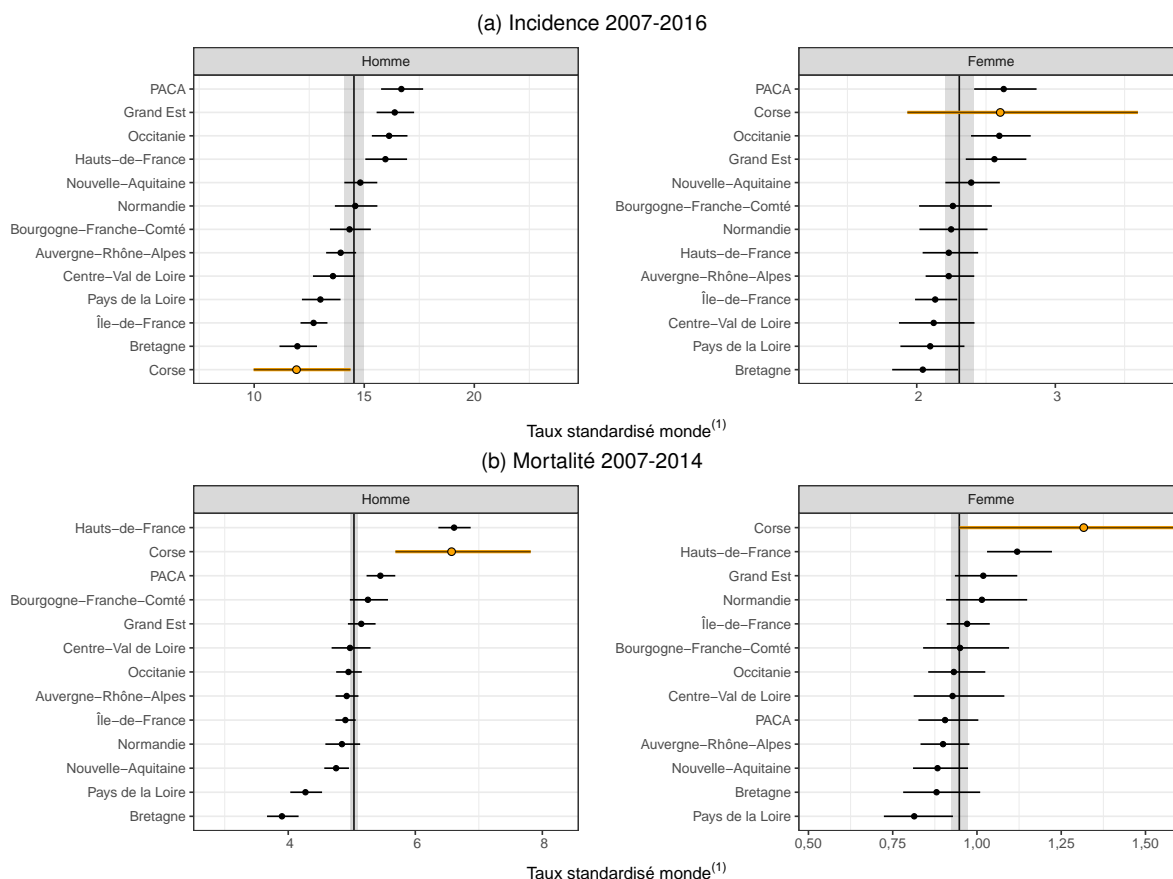 (a) Incidence 2007-2016
Homme
PACA
Grand Est
Occitanie
Hauts−de−France
Nouvelle−Aquitaine
Normandie
Bourgogne−Franche−Comté
Auvergne−Rhône−Alpes
Centre−Val de Loire
Pays de la Loire
Île−de−France
Bretagne
Corse
10 15 20
Femme
PACA
Corse
Occitanie
Grand Est
Nouvelle−Aquitaine
Bourgogne−Franche−Comté
Normandie
Hauts−de−France
Auvergne−Rhône−Alpes
Île−de−France
Centre−Val de Loire
Pays de la Loire
Bretagne
2 3
Taux standardisé monde(1)
(b) Mortalité 2007-2014
Homme
Hauts−de−France
Corse
PACA
Bourgogne−Franche−Comté
Grand Est
Centre−Val de Loire
Occitanie
Auvergne−Rhône−Alpes
Île−de−France
Normandie
Nouvelle−Aquitaine
Pays de la Loire
Bretagne
4 6 8
Femme
Corse
Hauts−de−France
Grand Est
Normandie
Île−de−France
Bourgogne−Franche−Comté
Occitanie
Centre−Val de Loire
PACA
Auvergne−Rhône−Alpes
Nouvelle−Aquitaine
Bretagne
Pays de la Loire
0,50 0,75 1,00 1,25 1,50
Taux standardisé monde(1)